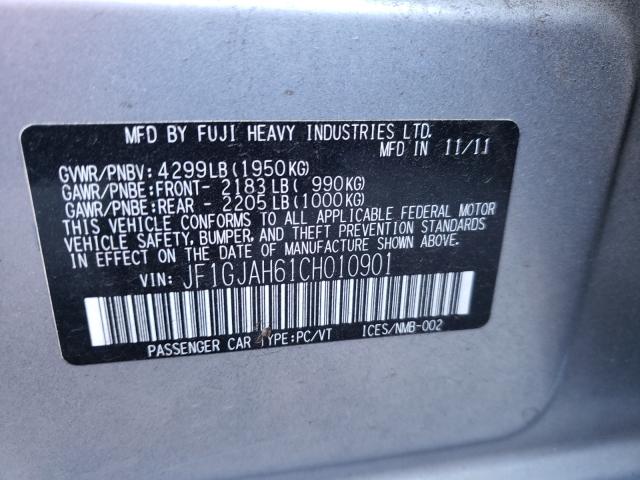 MFD BY FUJI HEAVY INDUSTRIES LTD.
MFD IN 11/11
GVWR/PNBV: 4299LB(1950KG)
GAWR/PNBE:FRONT- 2183LB( 990KG)
GAWR/PNBE:REAR - 2205LB(1000KG)
THIS VEHICLE CONFORMS TO ALL APPLICABLE FEDERAL MOTOR
VEHICLE SAFETY, BUMPER, AND THEFT PREVENTION STANDARDS
IN EFFECT ON THE DATE OF MANUFACTURE SHOWN ABOVE.
VIN: JF1GJAH61CH010901
PASSENGER CAR TYPE:PC/VT ICES/NMB-002